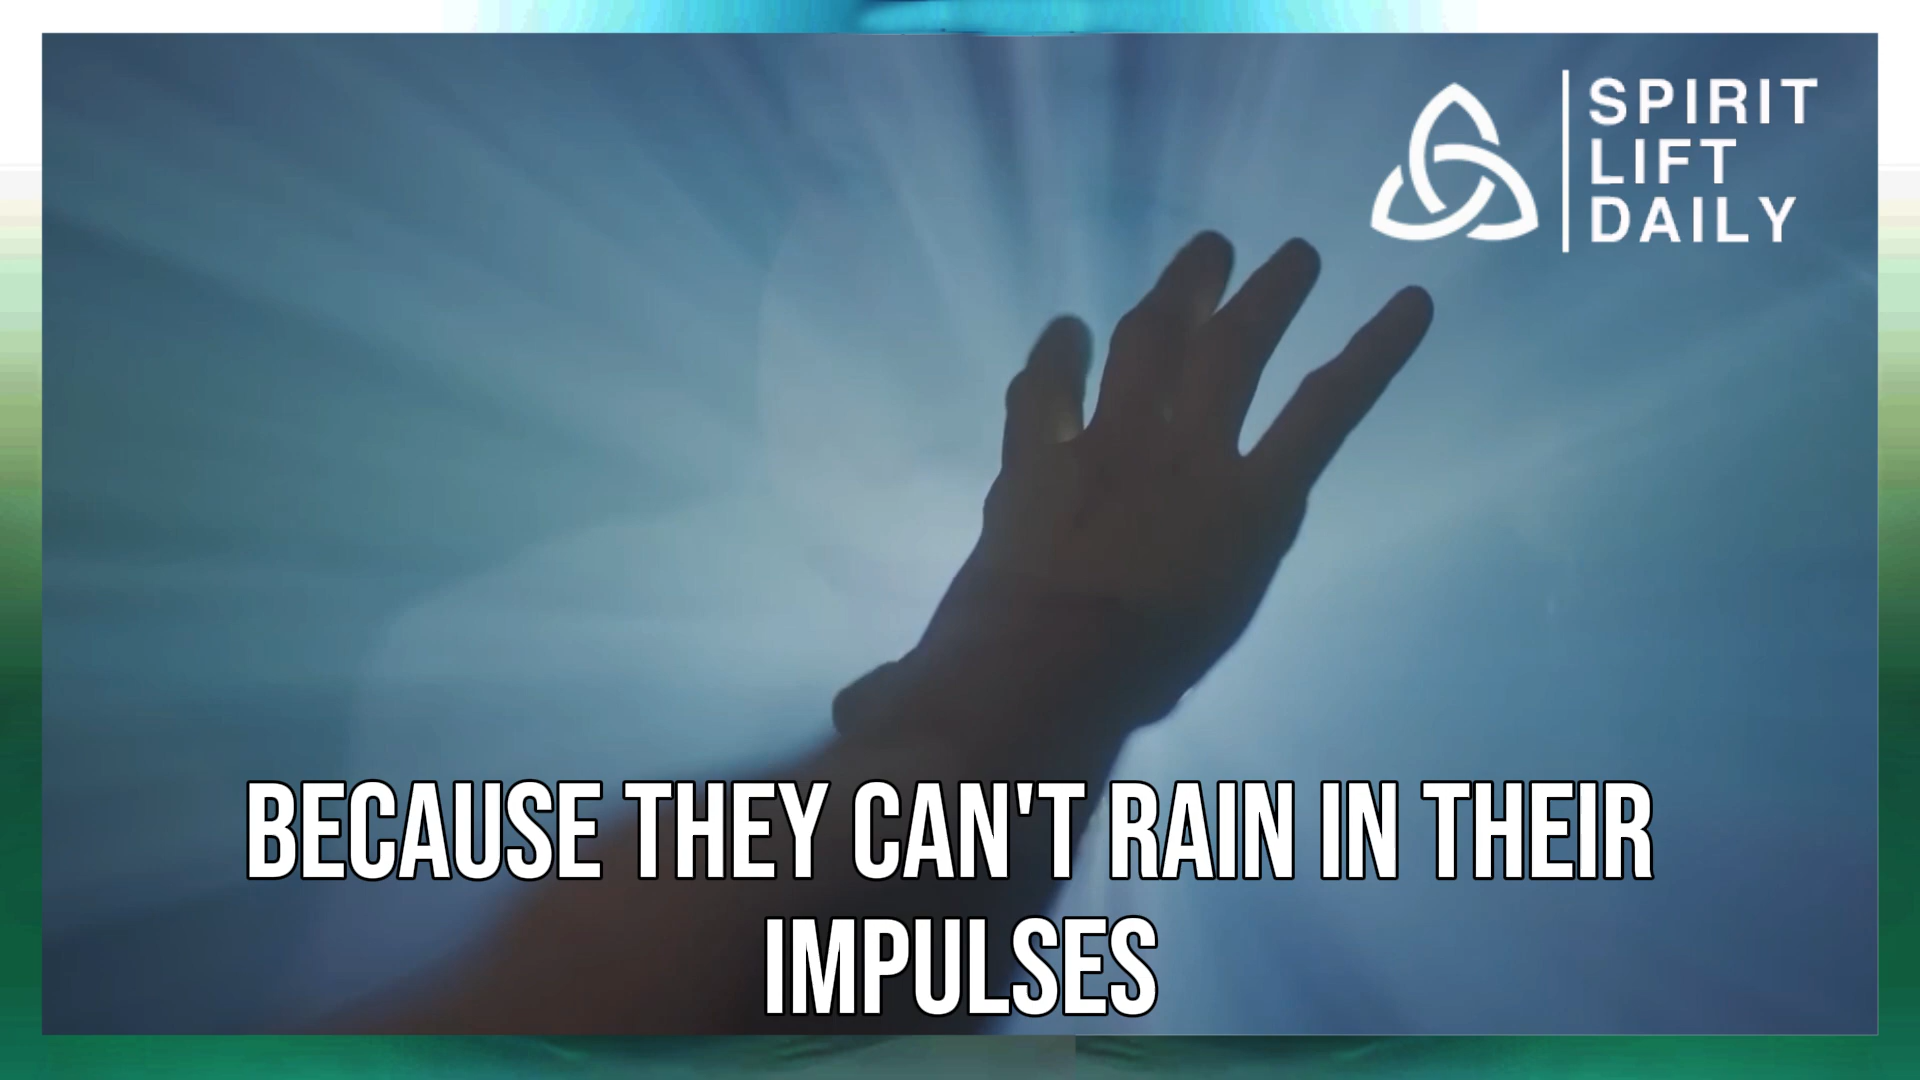 SPIRIT
LIFT
DAILY
BECAUSE THEY CAN'T RAIN IN THEIR
IMPULSES